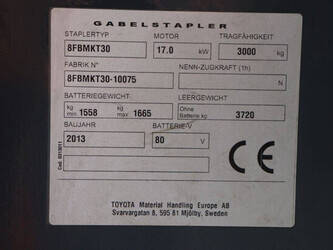 GABELSTAPLER
STAPLERTYP MOTOR TRAGFÄHIGKEIT
8FBMKT30 17.0 kW 3000 kg
FABRIK N° NENN-ZUGKRAFT (1h)
8FBMKT30-10075 N
BATTERIEGEWICHT LEERGEWICHT
kg min 1558 kg max 1665 Ohne Batterie kg 3720
BAUJAHR BATTERIE-V
2013 80 V
CE
TOYOTA Material Handling Europe AB
Svarvargatan 8, 595 81 Mjölby, Sweden